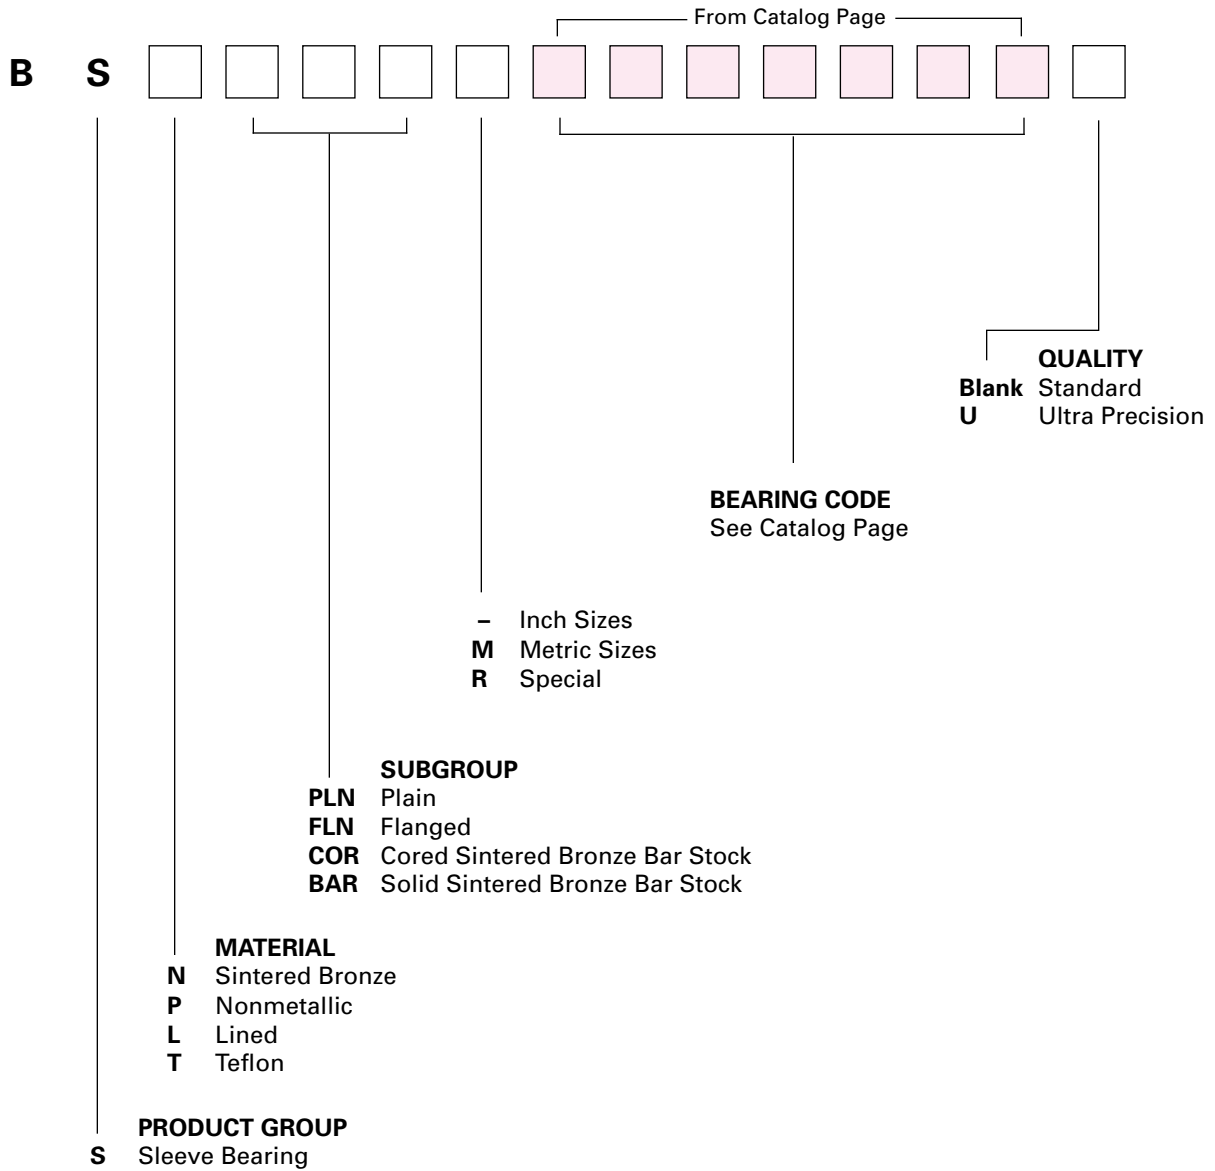 From Catalog Page
B S
QUALITY
Blank Standard
U Ultra Precision
BEARING CODE
See Catalog Page
– Inch Sizes
M Metric Sizes
R Special
SUBGROUP
PLN Plain
FLN Flanged
COR Cored Sintered Bronze Bar Stock
BAR Solid Sintered Bronze Bar Stock
MATERIAL
N Sintered Bronze
P Nonmetallic
L Lined
T Teflon
PRODUCT GROUP
S Sleeve Bearing